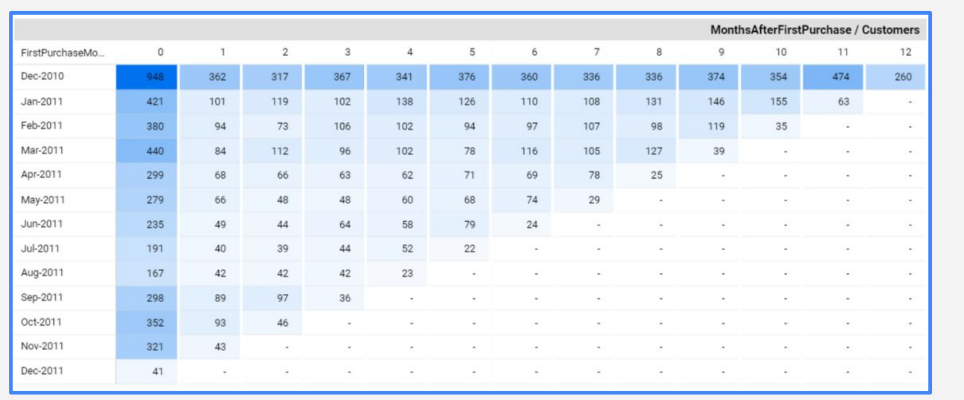 MonthsAfterFirstPurchase / Customers
FirstPurchaseMo... 0 1 2 3 4 5 6 7 8 9 10 11 12
Dec-2010 948 362 317 367 341 376 360 336 336 374 354 474 260
Jan-2011 421 101 119 102 138 126 110 108 131 146 155 63 -
Feb-2011 380 94 73 106 102 94 97 107 98 119 35 - -
Mar-2011 440 84 112 96 102 78 116 105 127 39 - - -
Apr-2011 299 68 66 63 62 71 69 78 25 - - - -
May-2011 279 66 48 48 60 68 74 29 - - - - -
Jun-2011 235 49 44 64 58 79 24 - - - - - -
Jul-2011 191 40 39 44 52 22 - - - - - - -
Aug-2011 167 42 42 42 23 - - - - - - - -
Sep-2011 298 89 97 36 - - - - - - - - -
Oct-2011 352 93 46 - - - - - - - - - -
Nov-2011 321 43 - - - - - - - - - - -
Dec-2011 41 - - - - - - - - - - - -